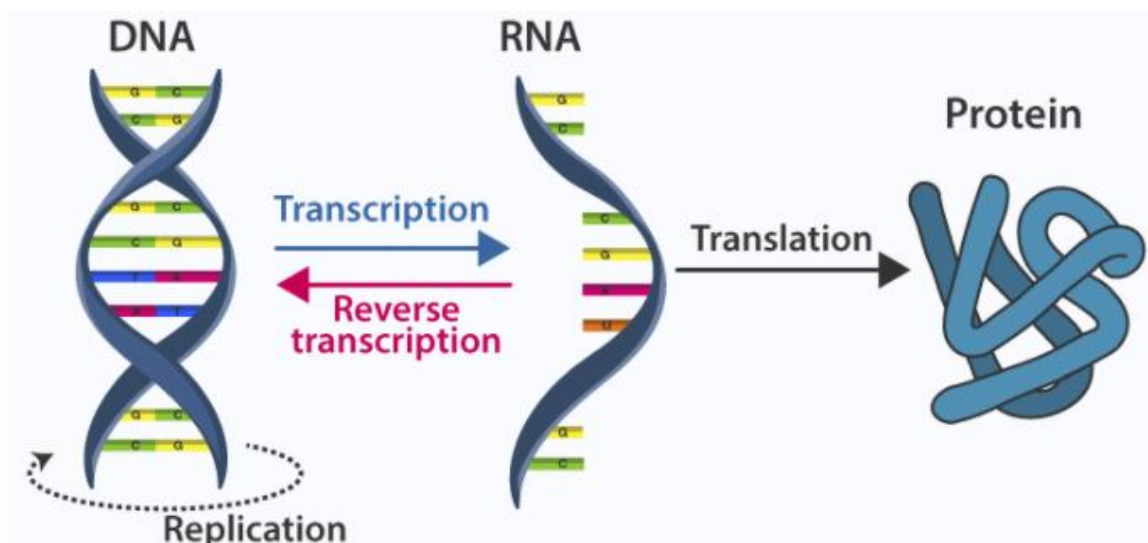 DNA
RNA
Protein
G C
C G
G C
C G
T A
A T
G C
C G
G
C
C
G
A
U
G
C
Transcription
Reverse
transcription
Translation
Replication